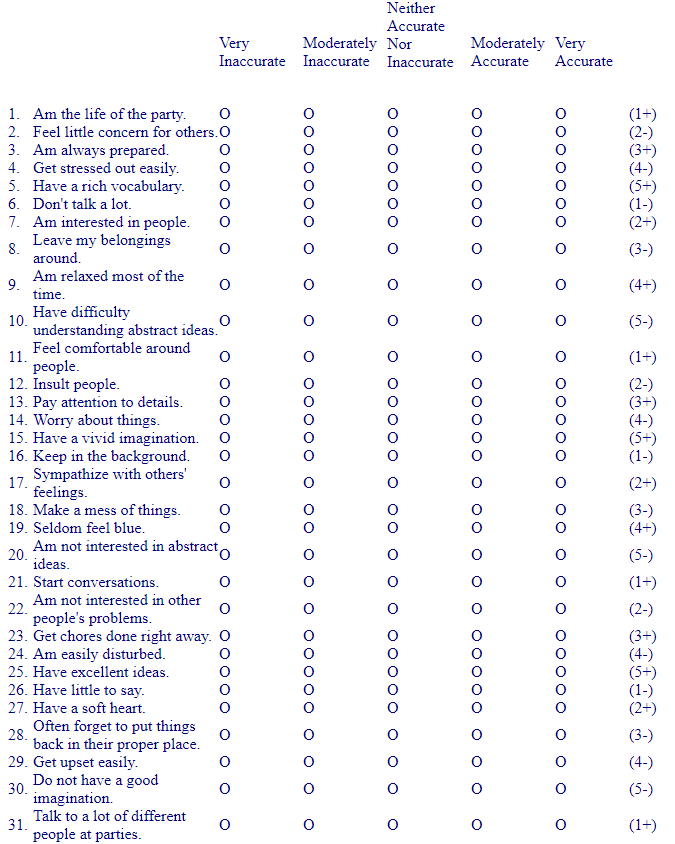 Neither
Accurate
Very Moderately Nor Moderately Very
Inaccurate Inaccurate Inaccurate Accurate Accurate
1. Am the life of the party. O O O O O (1+)
2. Feel little concern for others. O O O O O (2-)
3. Am always prepared. O O O O O (3+)
4. Get stressed out easily. O O O O O (4-)
5. Have a rich vocabulary. O O O O O (5+)
6. Don't talk a lot. O O O O O (1-)
7. Am interested in people. O O O O O (2+)
8. Leave my belongings
around. O O O O O (3-)
9. Am relaxed most of the
time. O O O O O (4+)
10. Have difficulty
understanding abstract ideas. O O O O O (5-)
11. Feel comfortable around
people. O O O O O (1+)
12. Insult people. O O O O O (2-)
13. Pay attention to details. O O O O O (3+)
14. Worry about things. O O O O O (4-)
15. Have a vivid imagination. O O O O O (5+)
16. Keep in the background. O O O O O (1-)
17. Sympathize with others'
feelings. O O O O O (2+)
18. Make a mess of things. O O O O O (3-)
19. Seldom feel blue. O O O O O (4+)
20. Am not interested in abstract
ideas. O O O O O (5-)
21. Start conversations. O O O O O (1+)
22. Am not interested in other
people's problems. O O O O O (2-)
23. Get chores done right away. O O O O O (3+)
24. Am easily disturbed. O O O O O (4-)
25. Have excellent ideas. O O O O O (5+)
26. Have little to say. O O O O O (1-)
27. Have a soft heart. O O O O O (2+)
28. Often forget to put things
back in their proper place. O O O O O (3-)
29. Get upset easily. O O O O O (4-)
30. Do not have a good
imagination. O O O O O (5-)
31. Talk to a lot of different
people at parties. O O O O O (1+)